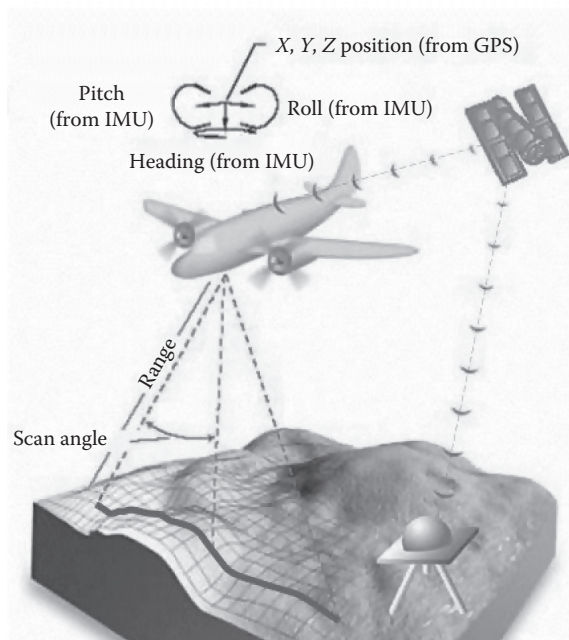 X, Y, Z position (from GPS)
Pitch
(from IMU)
Roll (from IMU)
Heading (from IMU)
Range
Scan angle